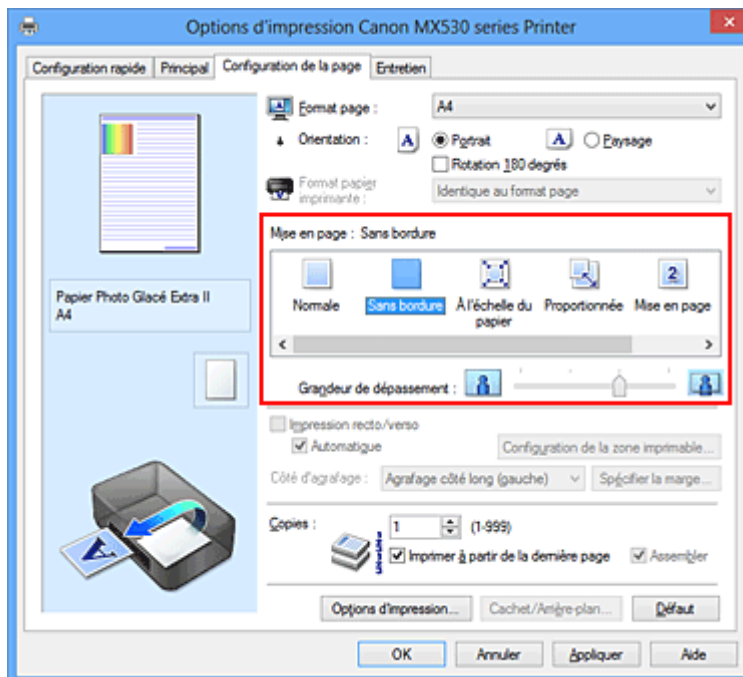 Options d'impression Canon MX530 series Printer
Configuration rapide Principal Configuration de la page Entretien
Format page : A4
Orientation : A Portrait A Paysage
Rotation 180 degrés
Format papier imprimante : Identique au format page
Mise en page : Sans bordure
Normale Sans bordure À l'échelle du papier Proportionnée Mise en page
Papier Photo Glacé Extra II
A4
Grandeur de dépassement :
Impression recto/verso
Automatique Configuration de la zone imprimable...
Côté d'agrafage : Agrafage côté long (gauche) Spécifier la marge...
Copies : 1 (1-999)
Imprimer à partir de la dernière page Assembler
Options d'impression... Cachet/Arrière-plan... Défaut
OK Annuler Appliquer Aide